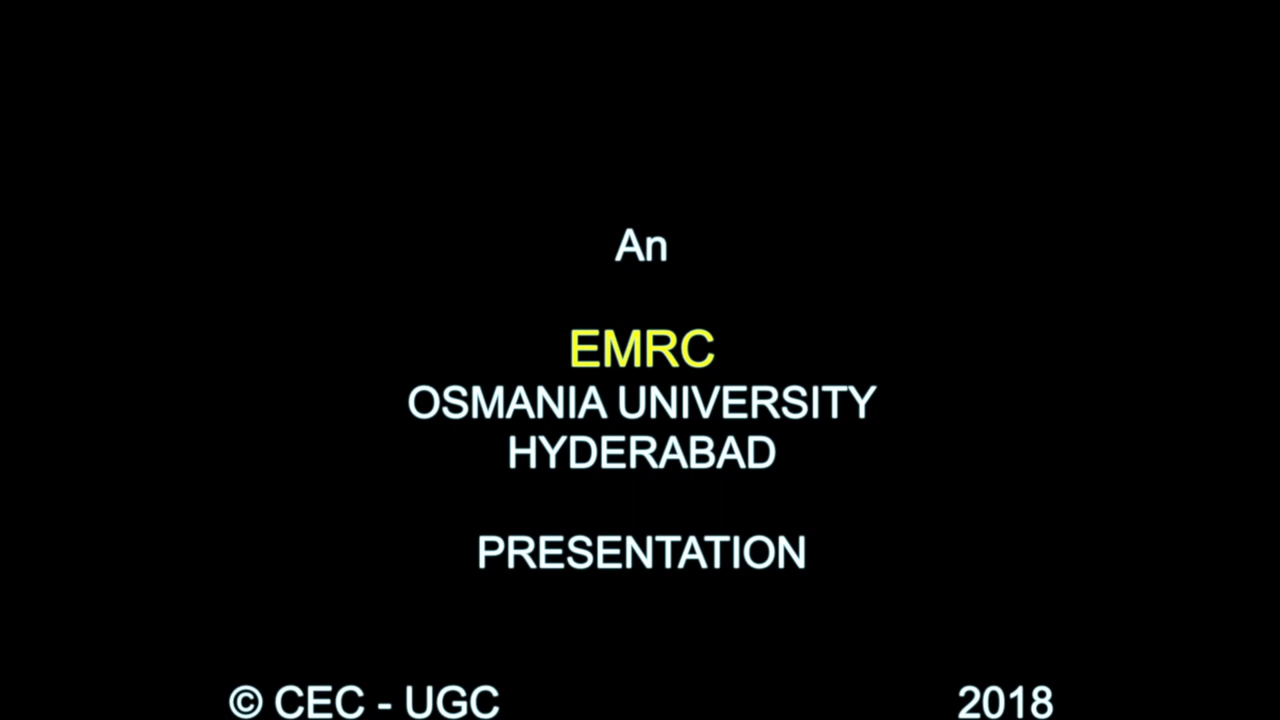 An
EMRC
OSMANIA UNIVERSITY
HYDERABAD
PRESENTATION
© CEC - UGC 2018